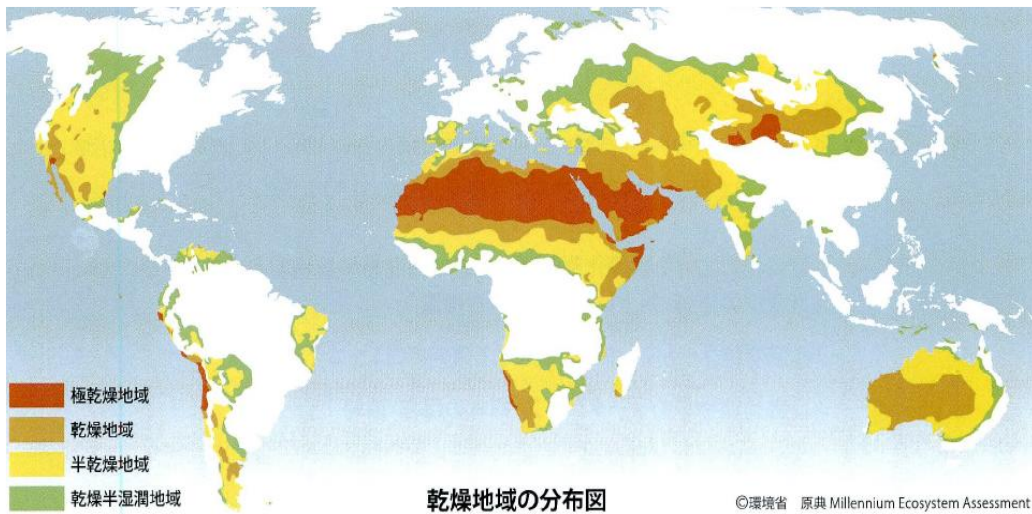 極乾燥地域
乾燥地域
半乾燥地域
乾燥半湿潤地域
乾燥地域の分布図
©環境省 原典 Millennium Ecosystem Assessment